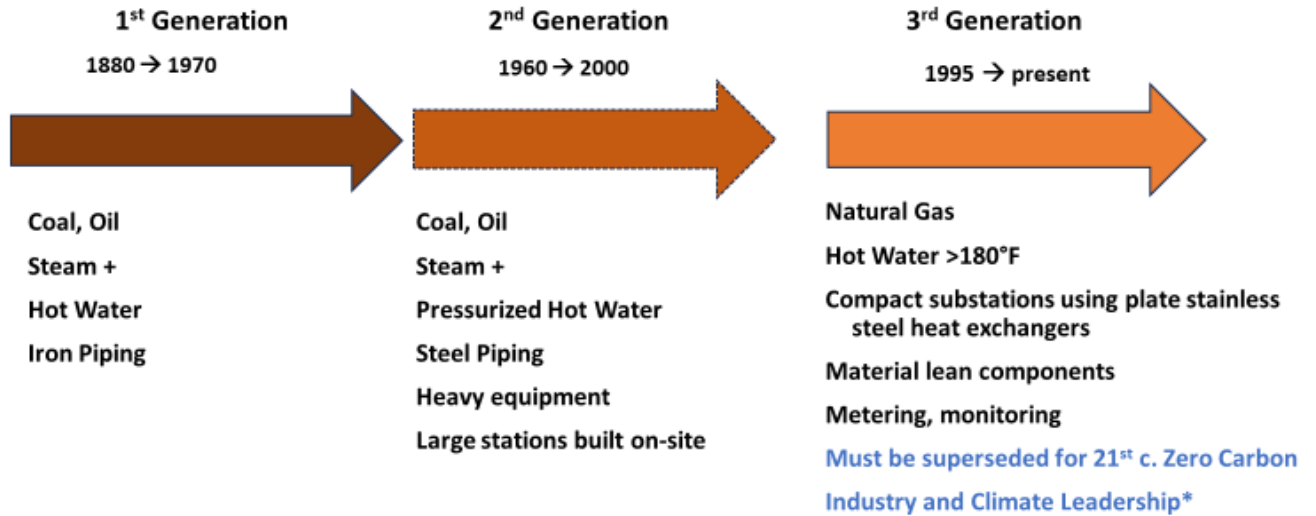 1st Generation
1880 → 1970
Coal, Oil
Steam +
Hot Water
Iron Piping
2nd Generation
1960 → 2000
Coal, Oil
Steam +
Pressurized Hot Water
Steel Piping
Heavy equipment
Large stations built on-site
3rd Generation
1995 → present
Natural Gas
Hot Water >180°F
Compact substations using plate stainless
steel heat exchangers
Material lean components
Metering, monitoring
Must be superseded for 21st c. Zero Carbon
Industry and Climate Leadership*